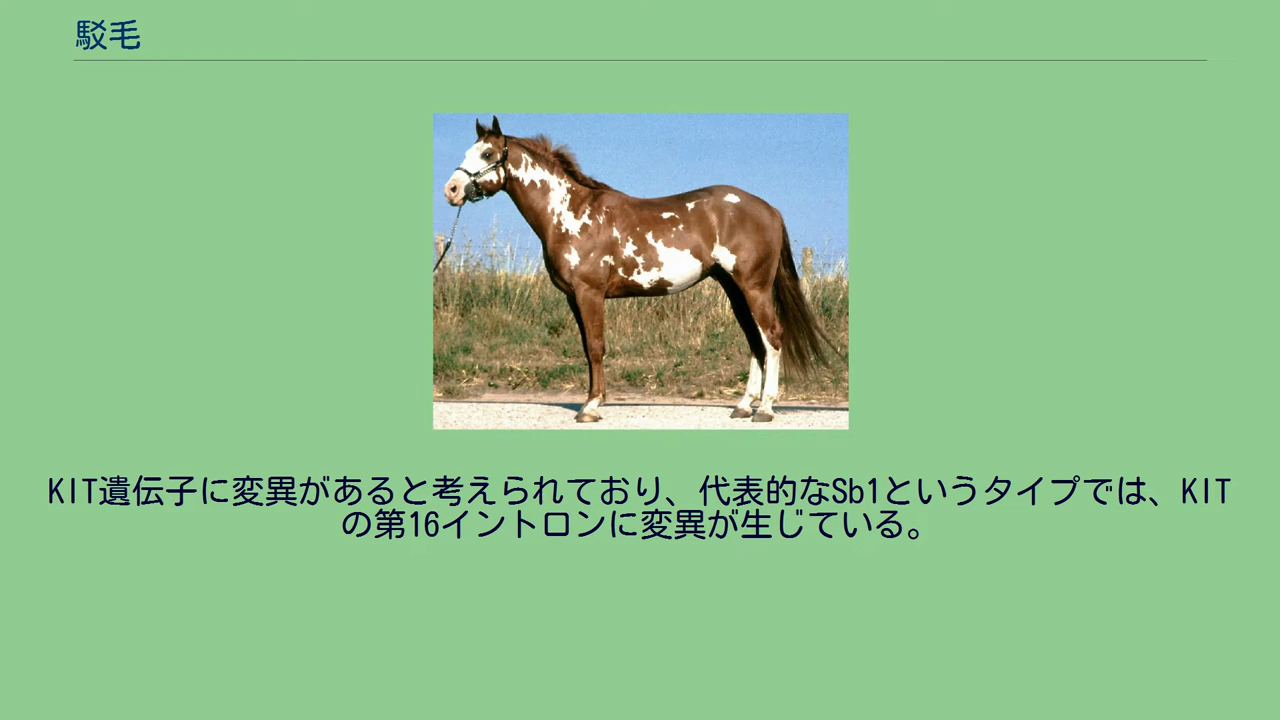 駁毛
KIT遺伝子に変異があると考えられており、代表的なSb1というタイプでは、KIT
の第16イントロンに変異が生じている。